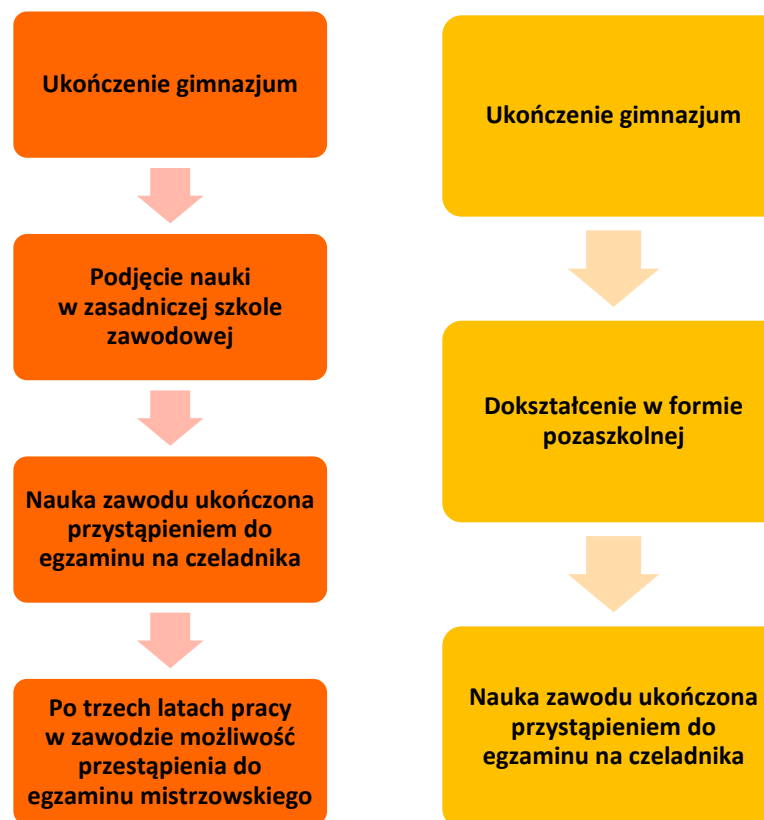 Ukończenie gimnazjum
Podjęcie nauki
w zasadniczej szkole
zawodowej
Nauka zawodu ukończona
przystąpieniem do
egzaminu na czeladnika
Po trzech latach pracy
w zawodzie możliwość
przestąpienia do
egzaminu mistrzowskiego
Ukończenie gimnazjum
Dokształcenie w formie
pozaszkolnej
Nauka zawodu ukończona
przystąpieniem do
egzaminu na czeladnika